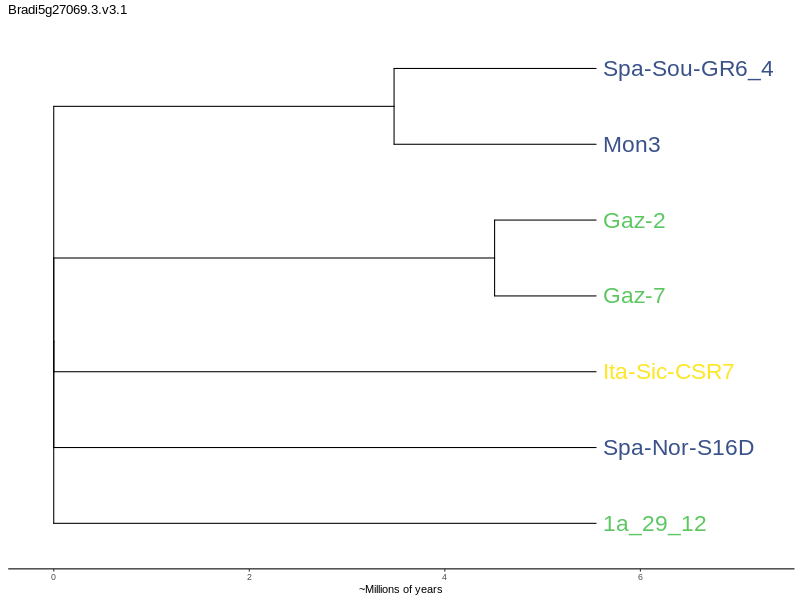 Bradi5g27069.3.v3.1
Spa-Sou-GR6_4
Mon3
Gaz-2
Gaz-7
Ita-Sic-CSR7
Spa-Nor-S16D
1a_29_12
0 2 4 6
~Millions of years